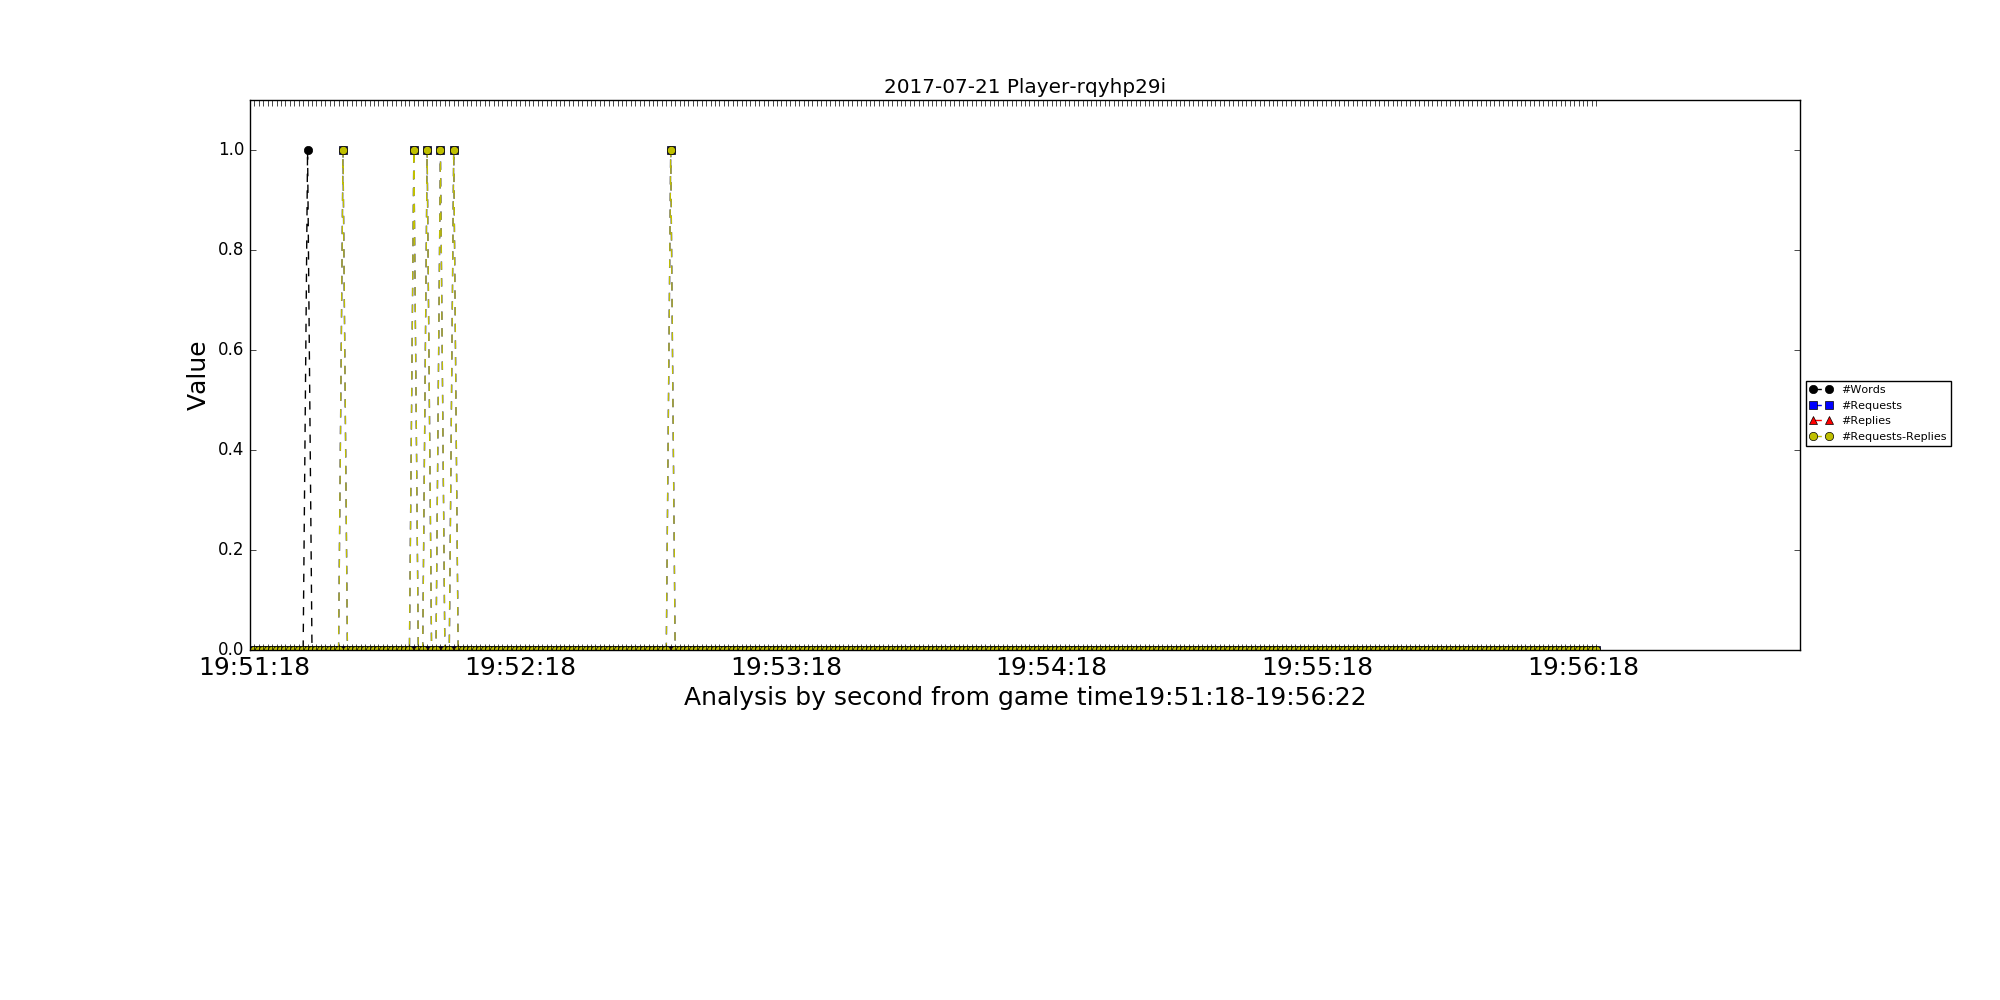 2017-07-21 Player-rqyhp29i
1.0
0.8
0.6
0.4
0.2
0.0
Value
19:51:18 19:52:18 19:53:18 19:54:18 19:55:18 19:56:18
Analysis by second from game time19:51:18-19:56:22
#Words
#Requests
#Replies
#Requests-Replies